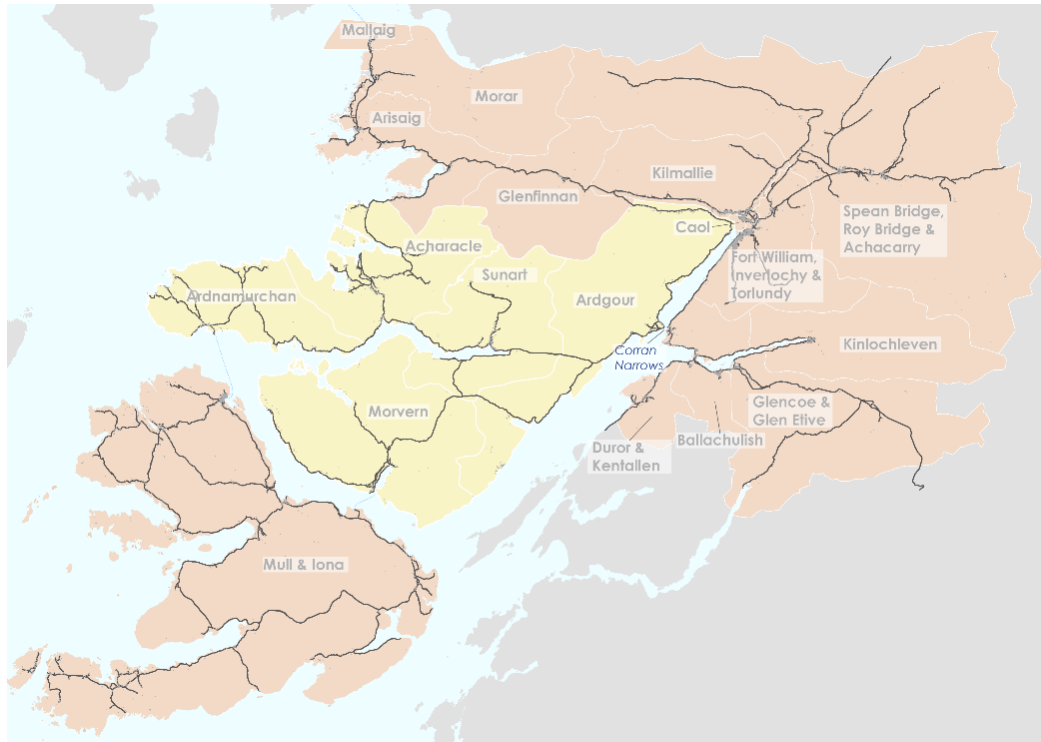 Mallaig
Morar
Arisaig
Kilmallie
Glenfinnan
Spean Bridge,
Roy Bridge &
Achacarry
Caol
Acharacle
Fort William,
Inverlochy &
Torlundy
Sunart
Ardnamurchan
Ardgour
Kinlochleven
Corran
Narrows
Morvern
Glencoe &
Glen Etive
Ballachulish
Duror &
Kentallen
Mull & Iona